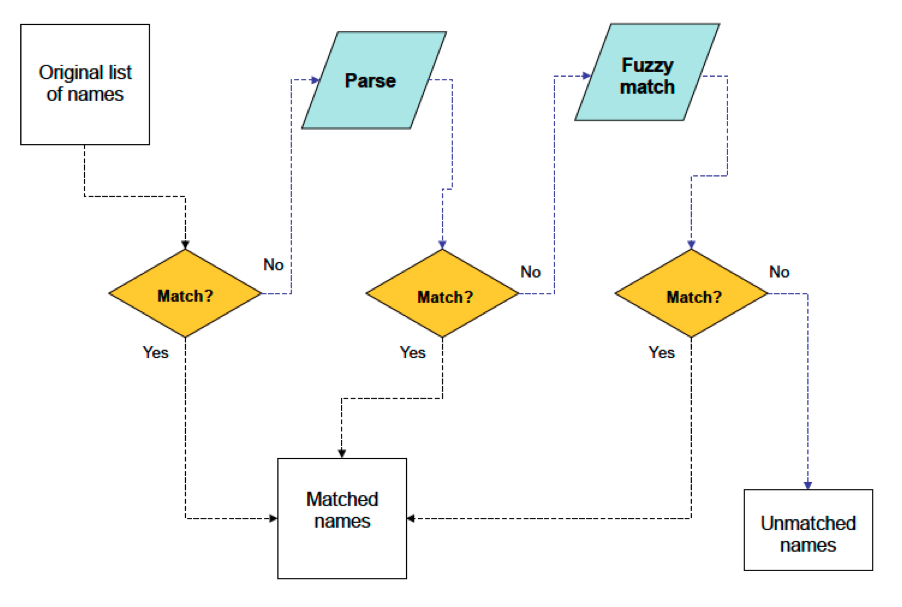 Original list
of names
Parse
Fuzzy
match
No
No
No
Match?
Match?
Match?
Yes
Yes
Yes
Matched
names
Unmatched
names